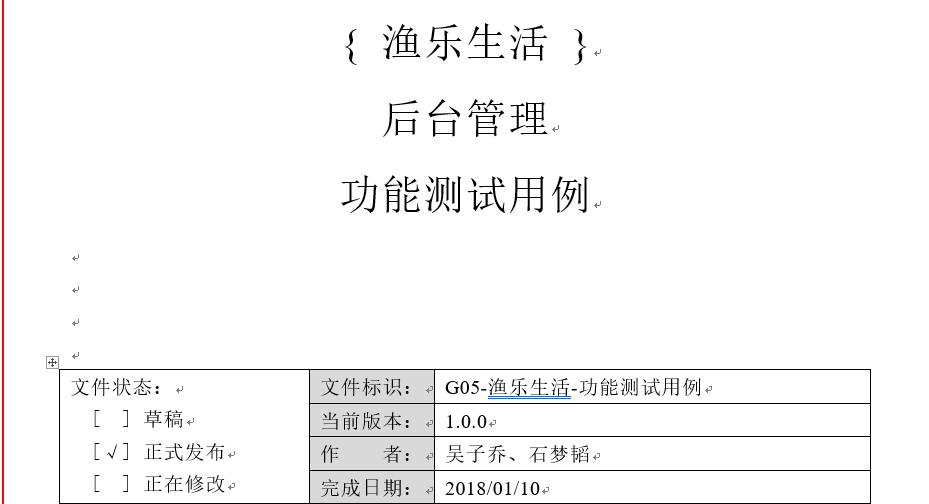 { 渔乐生活 }
后台管理
功能测试用例
文件状态：
[ ] 草稿
[√] 正式发布
[ ] 正在修改
文件标识： G05-渔乐生活-功能测试用例
当前版本： 1.0.0
作 者： 吴子乔、石梦韬
完成日期： 2018/01/10